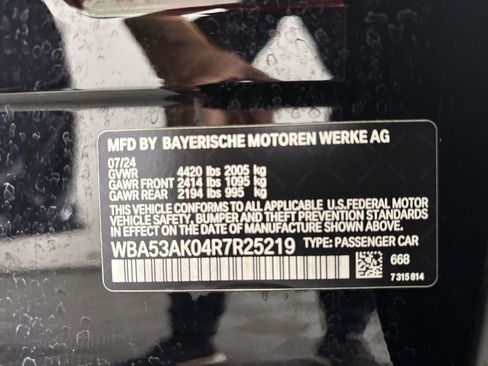 MFD BY BAYERISCHE MOTOREN WERKE AG
07/24
GVWR 4420 lbs 2005 kg
GAWR FRONT 2414 lbs 1095 kg
GAWR REAR 2194 lbs 995 kg
THIS VEHICLE CONFORMS TO ALL APPLICABLE U.S.FEDERAL MOTOR
VEHICLE SAFETY, BUMPER AND THEFT PREVENTION STANDARDS
IN EFFECT ON THE DATE OF MANUFACTURE SHOWN ABOVE.
WBA53AK04R7R25219 TYPE: PASSENGER CAR
668
7315814